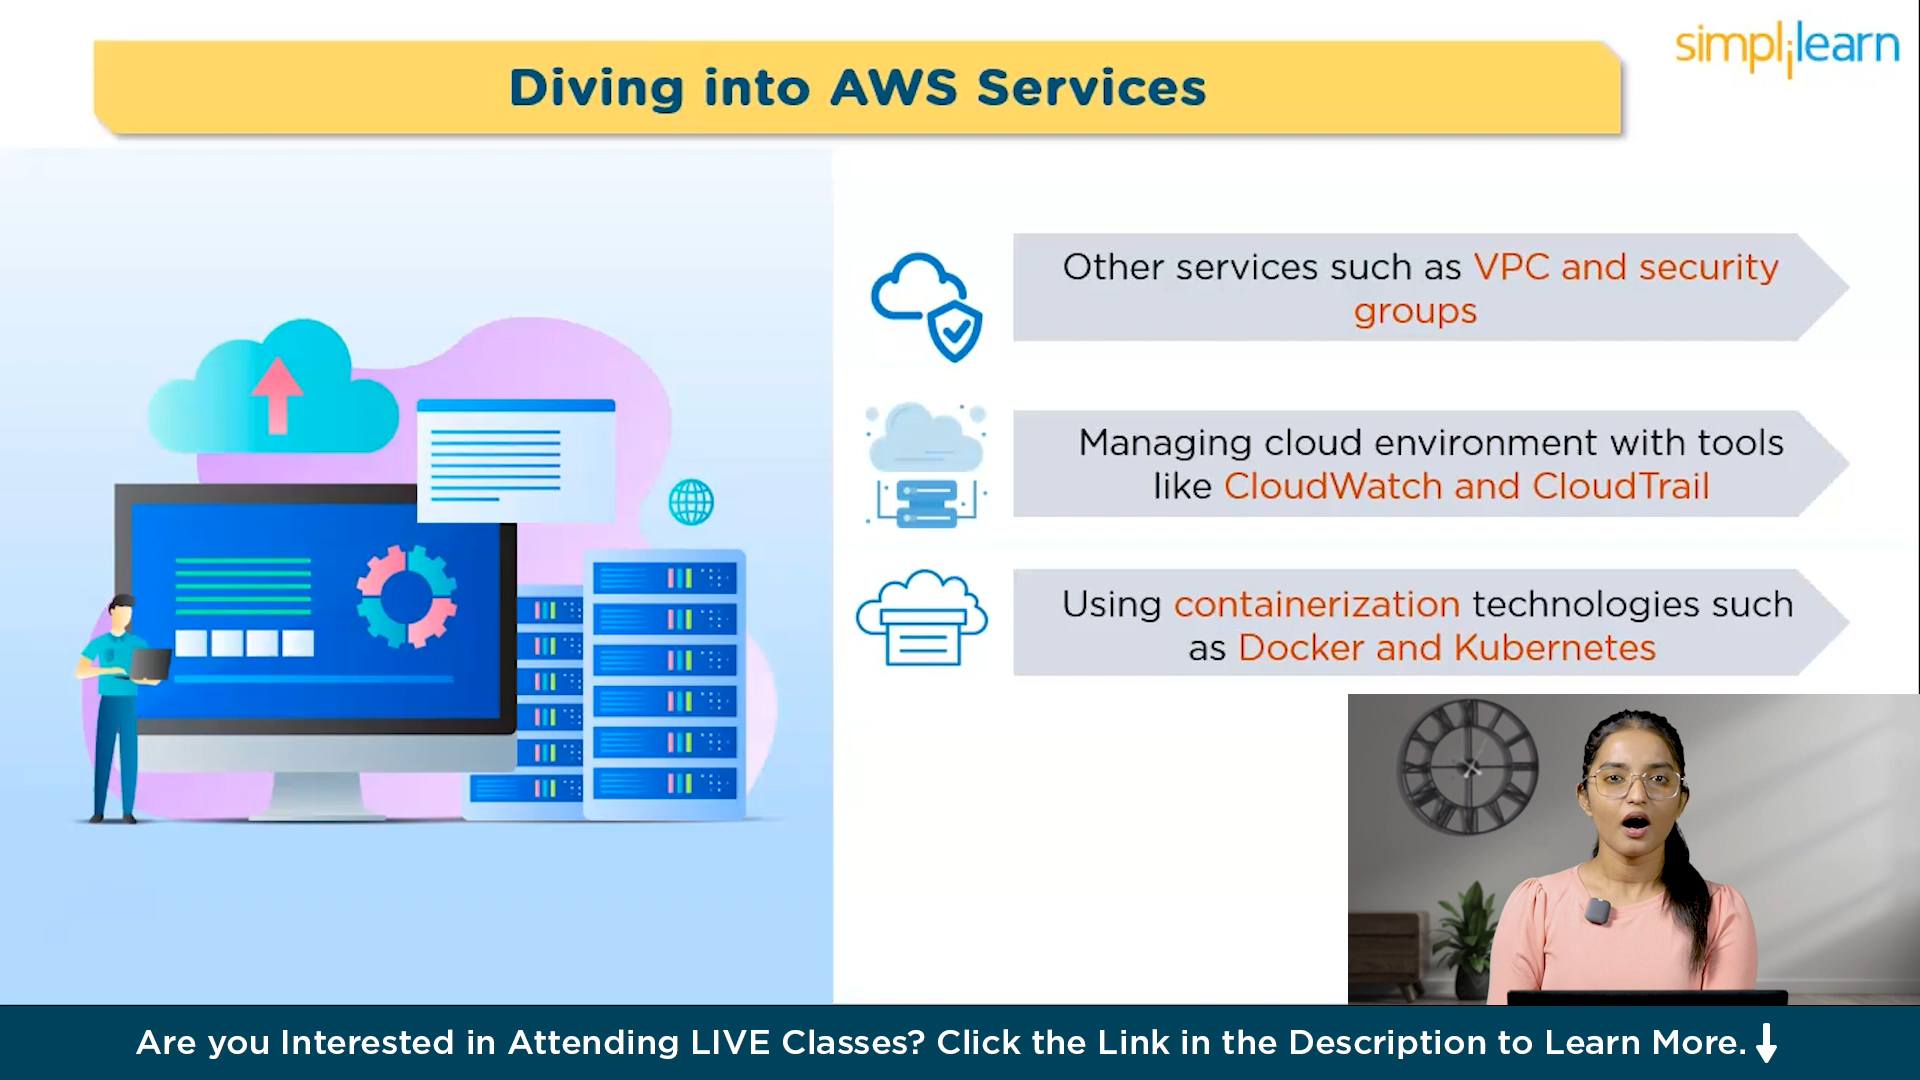 simplilearn
Diving into AWS Services
Other services such as VPC and security
groups
Managing cloud environment with tools
like CloudWatch and CloudTrail
Using containerization technologies such
as Docker and Kubernetes
Are you Interested in Attending LIVE Classes? Click the Link in the Description to Learn More.